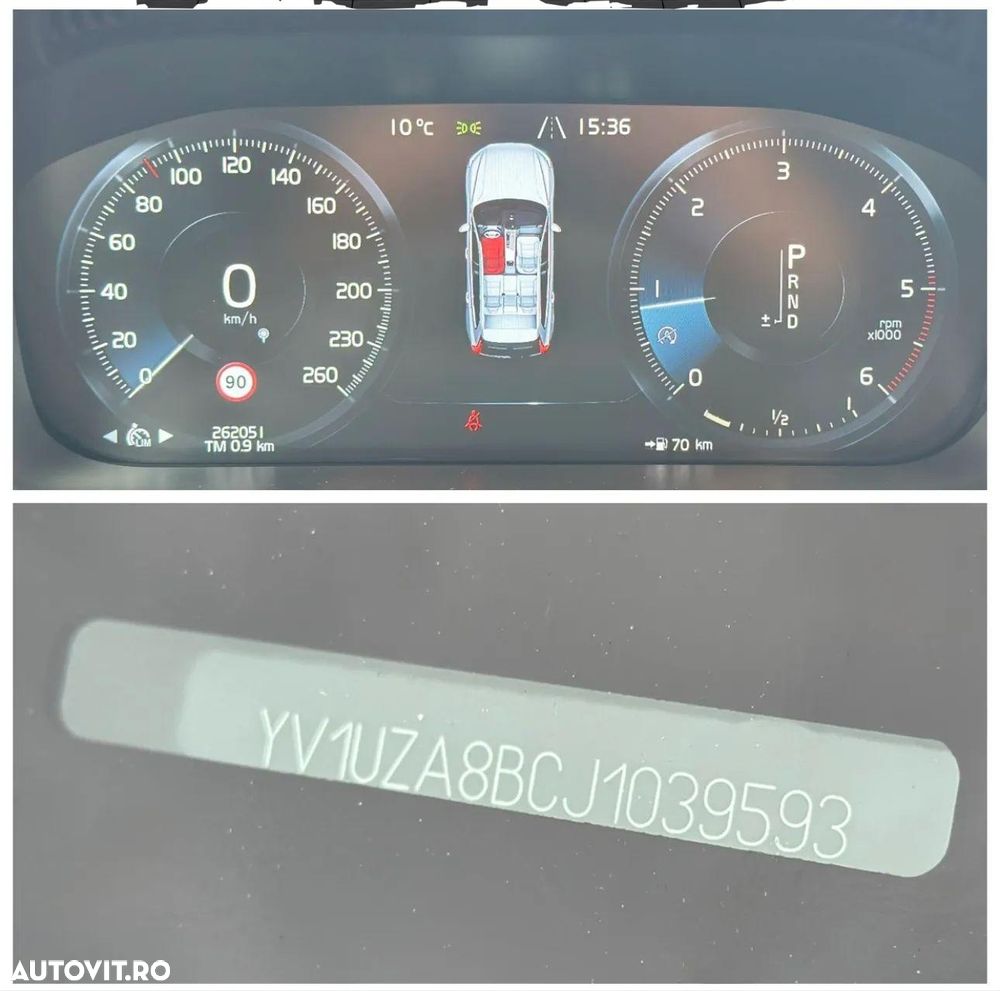 10°C 15:36
0 20 40 60 80 100 120 140 160 180 200 230 260
0
km/h
90
LIM
262051
TM 0.9 km
0 1 2 3 4 5 6
rpm
x1000
P
R
N
± D
1/2
70 km
YV1UZA8BCJ1039593
AUTOVIT.RO